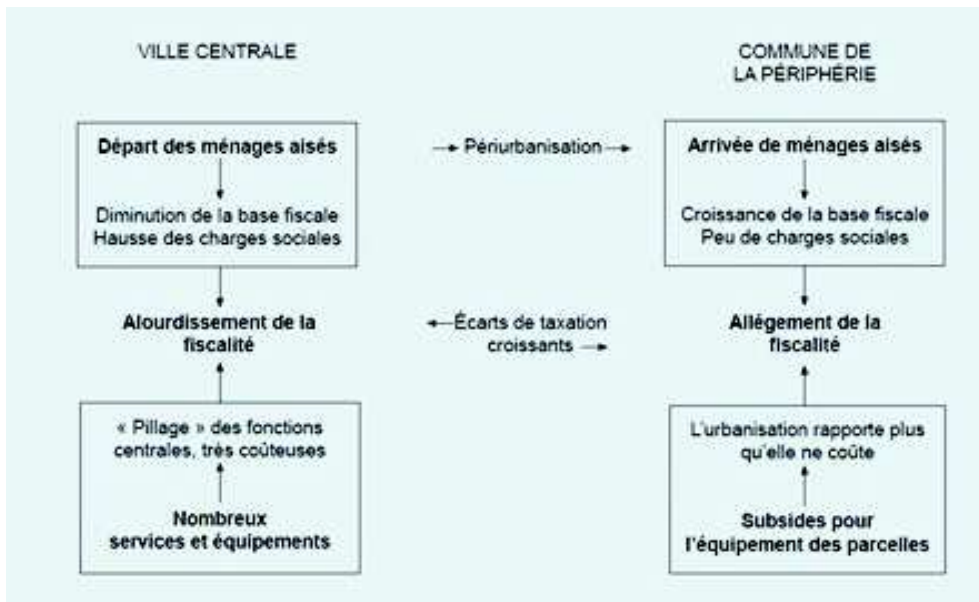 VILLE CENTRALE
COMMUNE DE
LA PÉRIPHÉRIE
Départ des ménages aisés
Diminution de la base fiscale
Hausse des charges sociales
Périurbanisation
Arrivée de ménages aisés
Croissance de la base fiscale
Peu de charges sociales
Alourdissement de la
fiscalité
Écarts de taxation
croissants
Allégement de la
fiscalité
« Pillage » des fonctions
centrales, très coûteuses
Nombreux
services et équipements
L'urbanisation rapporte plus
qu'elle ne coûte
Subsides pour
l'équipement des parcelles